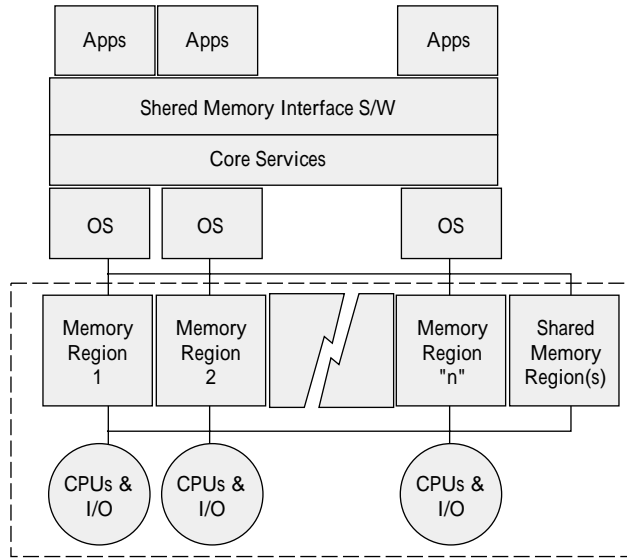 Apps
Apps
Apps
Shered Memory Interface S/W
Core Services
OS
OS
OS
Memory
Region
1
Memory
Region
2
Memory
Region
"n"
Shared
Memory
Region(s)
CPUs &
I/O
CPUs &
I/O
CPUs &
I/O